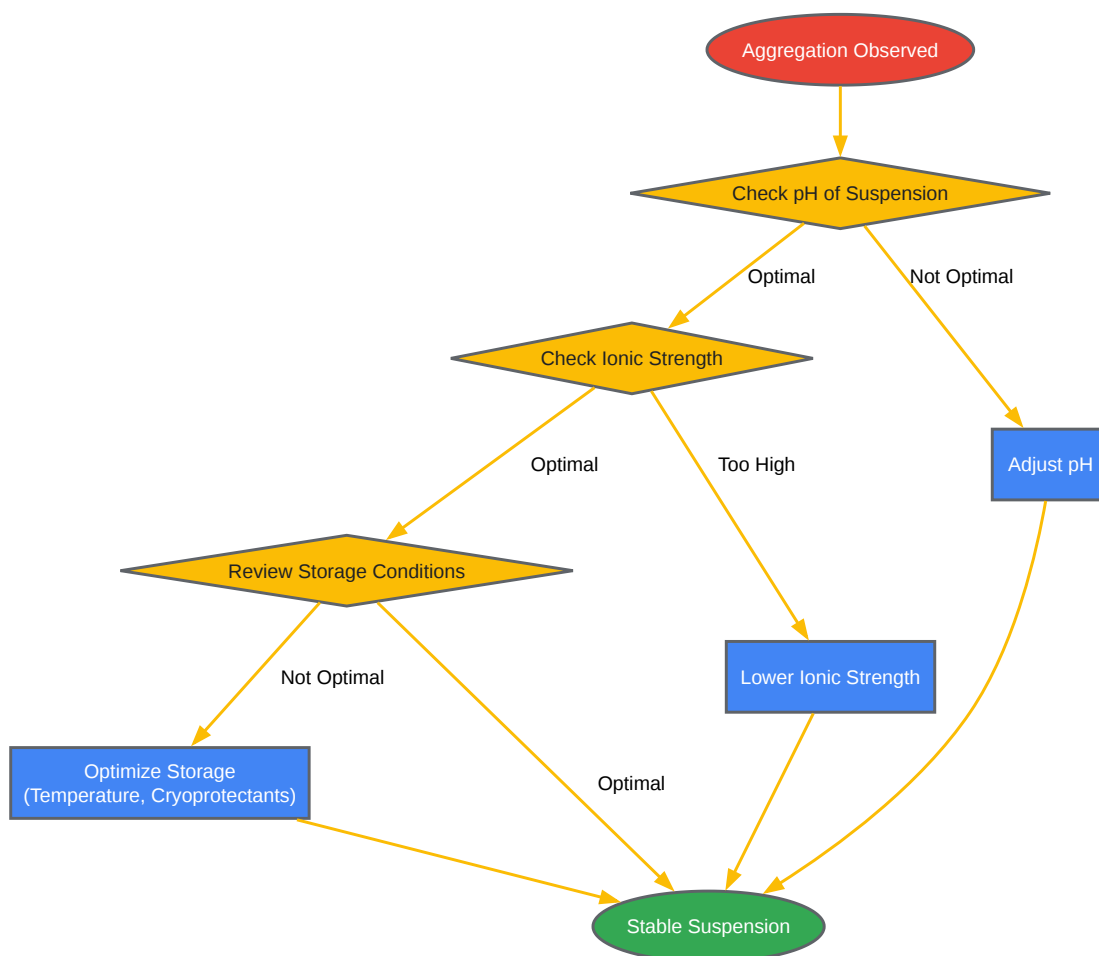 Aggregation Observed
Check pH of Suspension
Optimal
Not Optimal
Check Ionic Strength
Optimal
Too High
Adjust pH
Review Storage Conditions
Not Optimal
Lower Ionic Strength
Optimize Storage
(Temperature, Cryoprotectants)
Optimal
Stable Suspension